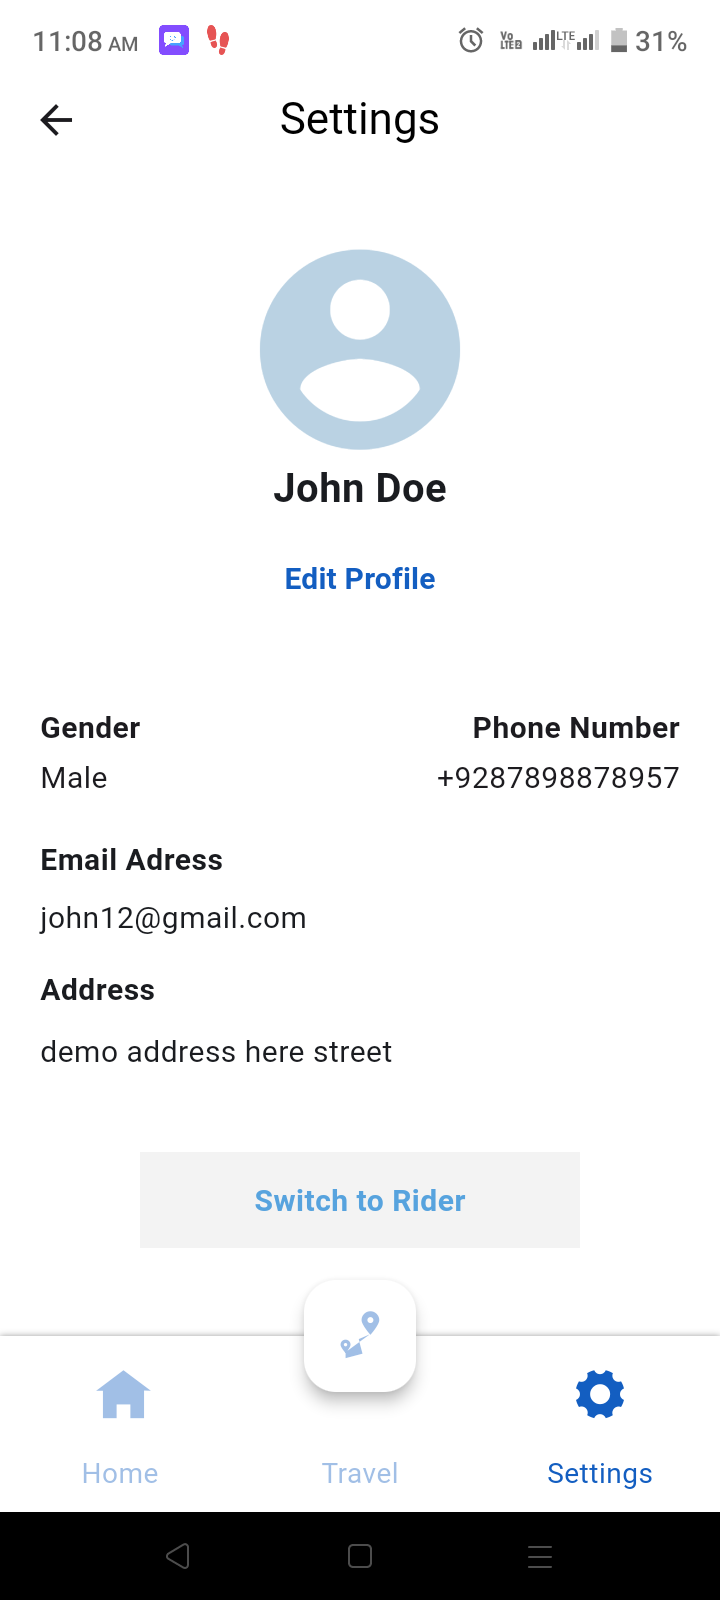 11:08 AM Vo LTE2 LTE 31%
Settings
John Doe
Edit Profile
Gender Phone Number
Male +9287898878957
Email Adress
john12@gmail.com
Address
demo address here street
Switch to Rider
Home Travel Settings